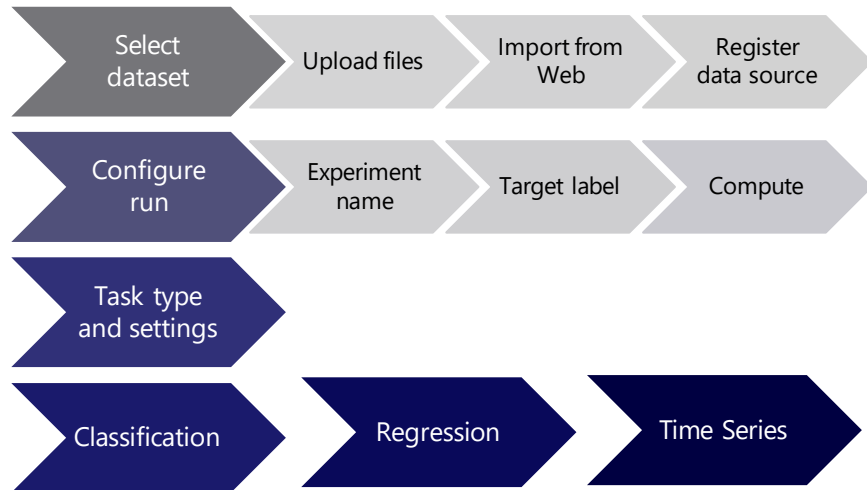 Select
dataset
Upload files
Import from
Web
Register
data source
Configure
run
Experiment
name
Target label
Compute
Task type
and settings
Classification
Regression
Time Series